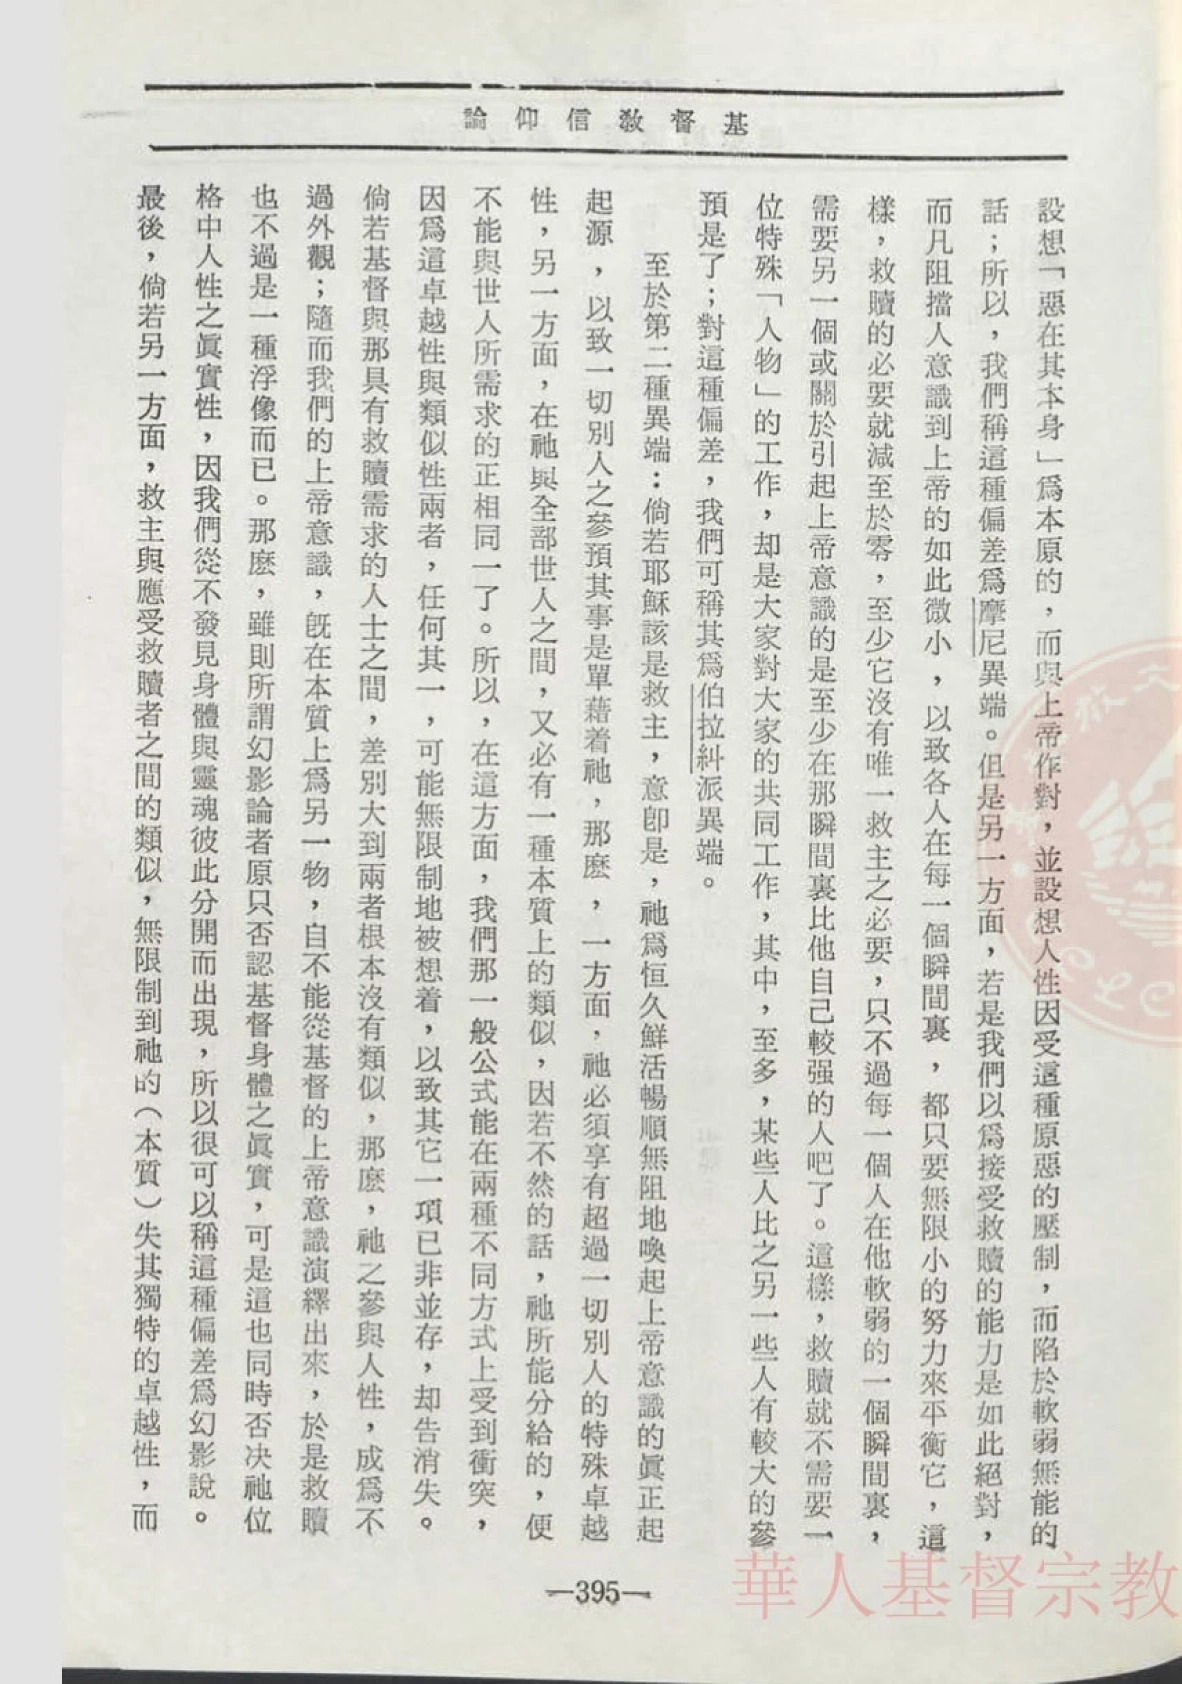 基督敎信仰論
設想「惡在其本身」爲本原的，而與上帝作對，並設想人性因受這種原惡的壓制，而陷於軟弱無能的
話；所以，我們稱這種偏差爲摩尼異端。但是另一方面，若是我們以爲接受救贖的能力是如此絕對，
而凡阻擋人意識到上帝的如此微小，以致各人在每一個瞬間裏，都只要無限小的努力來平衡它，這
樣，救贖的必要就減至於零，至少它沒有唯一救主之必要，只不過每一個人在他軟弱的一個瞬間裏，
需要另一個或關於引起上帝意識的是至少在那瞬間裏比他自己較强的人吧了。這樣，救贖就不需要一
位特殊「人物」的工作，却是大家對大家的共同工作，其中，至多，某些人比之另一些人有較大的參
預是了；對這種偏差，我們可稱其爲伯拉糾派異端。
至於第二種異端：倘若耶穌該是救主，意卽是，祂爲恒久鮮活暢順無阻地喚起上帝意識的眞正起
起源，以致一切別人之參預其事是單藉着祂，那麽，一方面，祂必須享有超過一切別人的特殊卓越
性，另一方面，在祂與全部世人之間，又必有一種本質上的類似，因若不然的話，祂所能分給的，便
不能與世人所需求的正相同一了。所以，在這方面，我們那一般公式能在兩種不同方式上受到衝突，
因爲這卓越性與類似性兩者，任何其一，可能無限制地被想着，以致其它一項已非並存，却告消失。
倘若基督與那具有救贖需求的人士之間，差別大到兩者根本沒有類似，那麽，祂之參與人性，成爲不
過外觀；隨而我們的上帝意識，旣在本質上爲另一物，自不能從基督的上帝意識演繹出來，於是救贖
也不過是一種浮像而已。那麽，雖則所謂幻影論者原只否認基督身體之眞實，可是這也同時否決祂位
格中人性之眞實性，因我們從不發見身體與靈魂彼此分開而出現，所以很可以稱這種偏差爲幻影說。
最後，倘若另一方面，救主與應受救贖者之間的類似，無限制到祂的（本質）失其獨特的卓越性，而
—395—
華人基督宗教